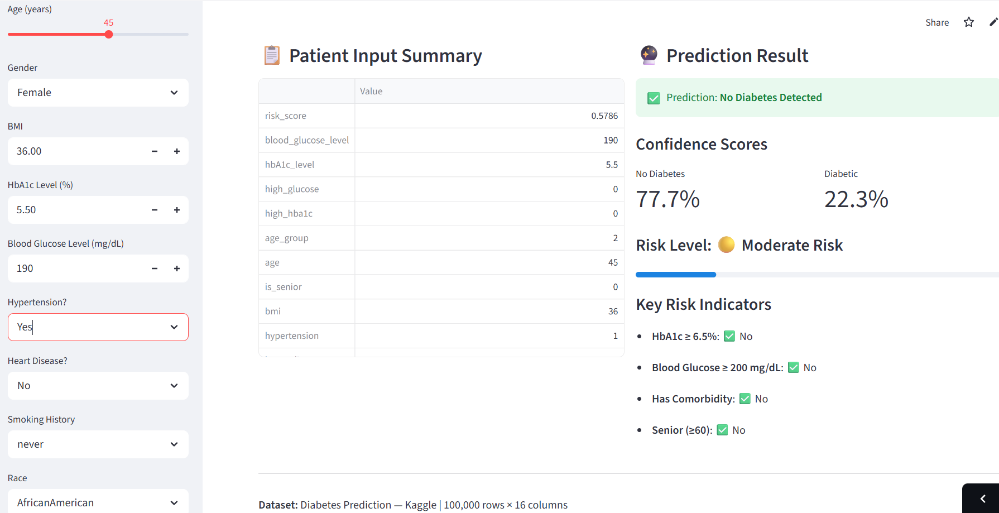 Age (years)
45
Gender
Female
BMI
36.00
HbA1c Level (%)
5.50
Blood Glucose Level (mg/dL)
190
Hypertension?
Yes
Heart Disease?
No
Smoking History
never
Race
AfricanAmerican
Share
Patient Input Summary
Value
risk_score 0.5786
blood_glucose_level 190
hbA1c_level 5.5
high_glucose 0
high_hba1c 0
age_group 2
age 45
is_senior 0
bmi 36
hypertension 1
Prediction Result
Prediction: No Diabetes Detected
Confidence Scores
No Diabetes Diabetic
77.7% 22.3%
Risk Level: Moderate Risk
Key Risk Indicators
• HbA1c ≥ 6.5%: ✅ No
• Blood Glucose ≥ 200 mg/dL: ✅ No
• Has Comorbidity: ✅ No
• Senior (≥60): ✅ No
Dataset: Diabetes Prediction — Kaggle | 100,000 rows × 16 columns